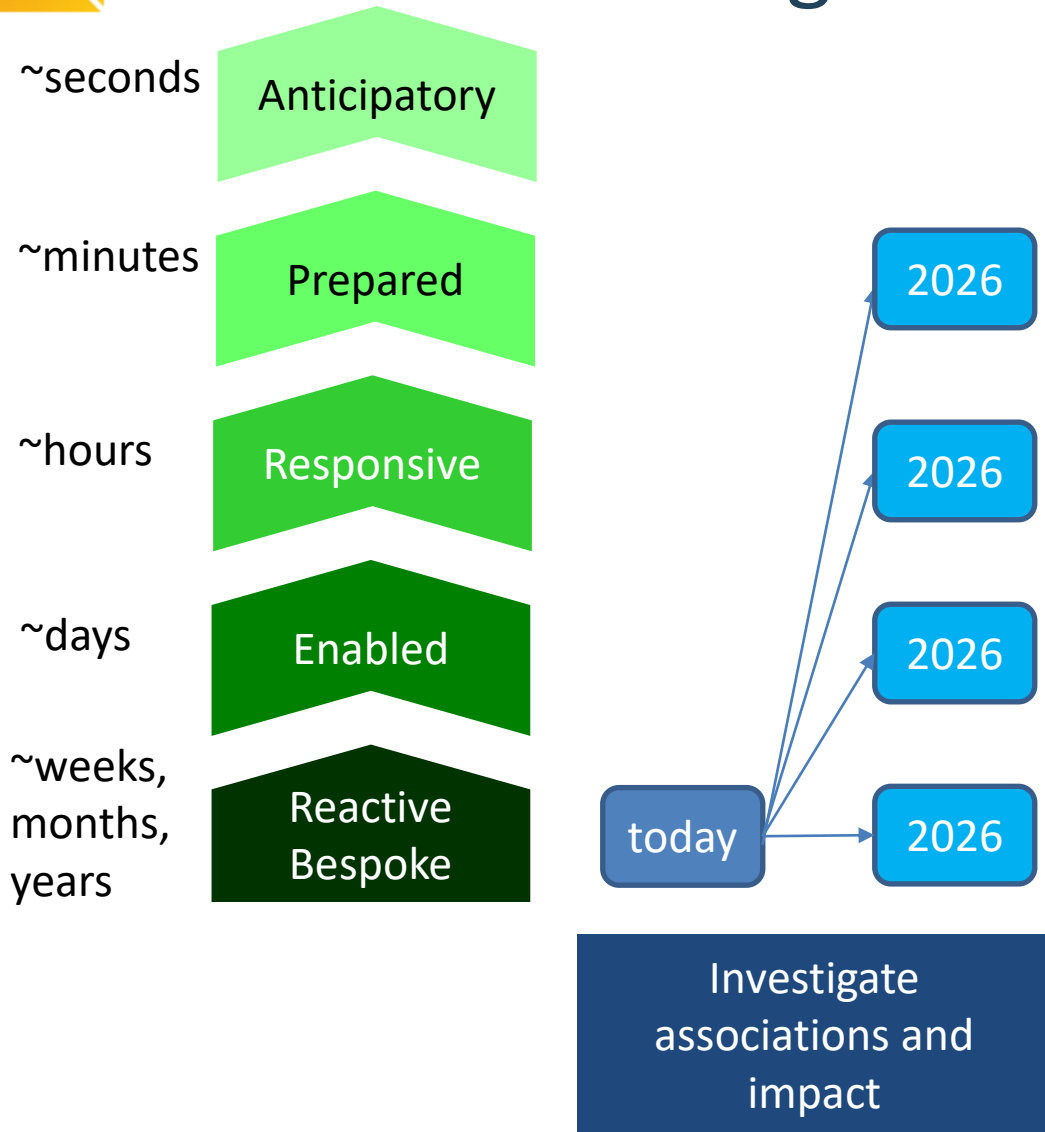 ~seconds
Anticipatory
~minutes
Prepared
2026
~hours
Responsive
2026
~days
Enabled
2026
~weeks,
months,
years
Reactive
Bespoke
today
2026
Investigate
associations and
impact